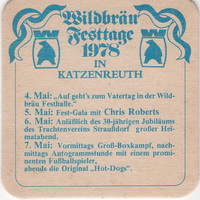 Wildbräu
Festtage
1978
IN
KATZENREUTH
4. Mai: „Auf geht's zum Vatertag in der Wild-
bräu Festhalle."
5. Mai: Fest-Gala mit Chris Roberts
6. Mai: Anläßlich des 30-jährigen Jubiläums
des Trachtenvereins Straußdorf großer Hei-
matabend.
7. Mai: Vormittags Groß-Boxkampf, nach-
mittags Autogrammstunde mit einem promi-
nenten Fußballspieler,
abends die Original „Hot-Dogs".